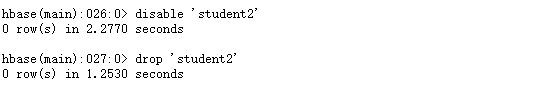 hbase(main):026:0> disable 'student2'
0 row(s) in 2.2770 seconds
hbase(main):027:0> drop 'student2'
0 row(s) in 1.2530 seconds